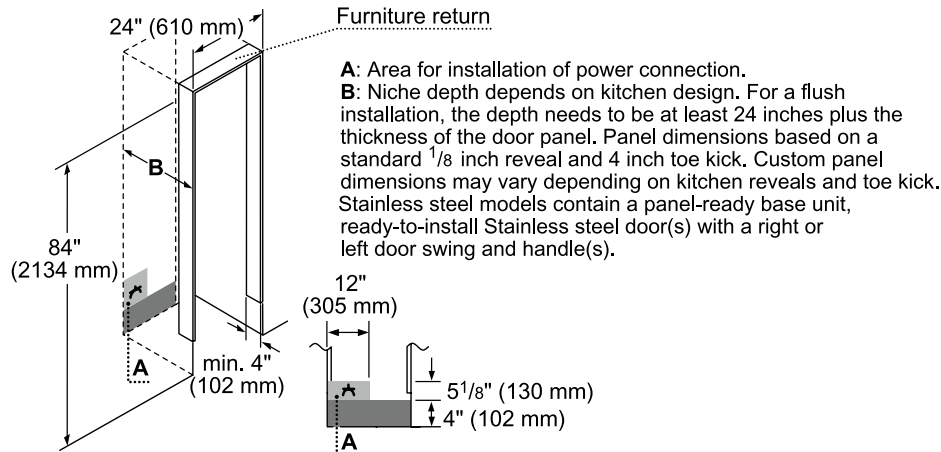 24" (610 mm)
Furniture return
A: Area for installation of power connection.
B: Niche depth depends on kitchen design. For a flush
installation, the depth needs to be at least 24 inches plus the
thickness of the door panel. Panel dimensions based on a
standard 1/8 inch reveal and 4 inch toe kick. Custom panel
dimensions may vary depending on kitchen reveals and toe kick.
Stainless steel models contain a panel-ready base unit,
ready-to-install Stainless steel door(s) with a right or
left door swing and handle(s).
B
84"
(2134 mm)
12"
(305 mm)
A
min. 4"
(102 mm)
51/8" (130 mm)
4" (102 mm)
A